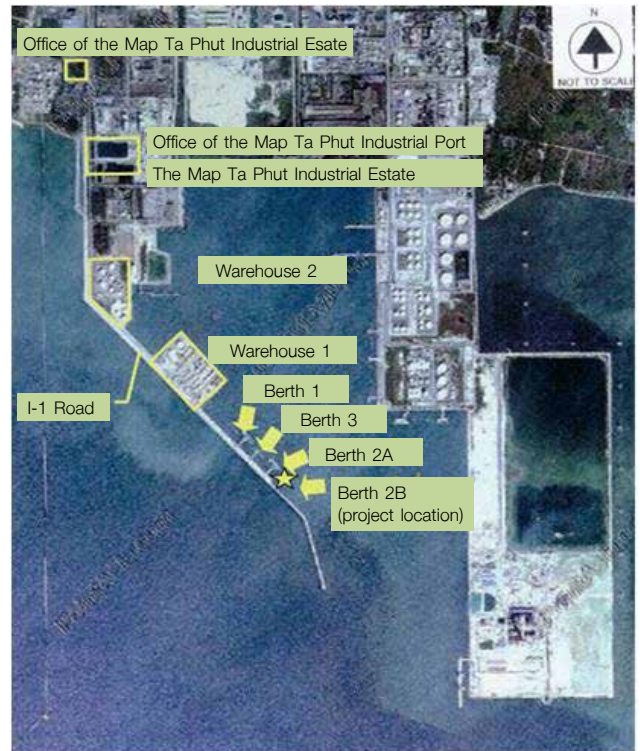 N
NOT TO SCALE
Office of the Map Ta Phut Industrial Esate
Office of the Map Ta Phut Industrial Port
The Map Ta Phut Industrial Estate
Warehouse 2
Warehouse 1
Berth 1
I-1 Road
Berth 3
Berth 2A
Berth 2B
(project location)